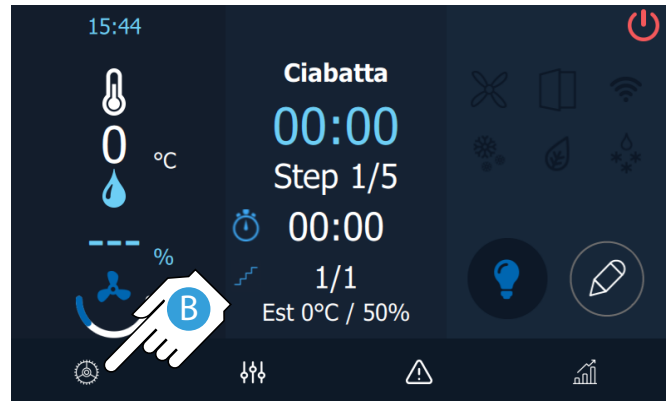 15:44
0 °C
--- %
Ciabatta
00:00
Step 1/5
00:00
1/1
Est 0°C / 50%
B